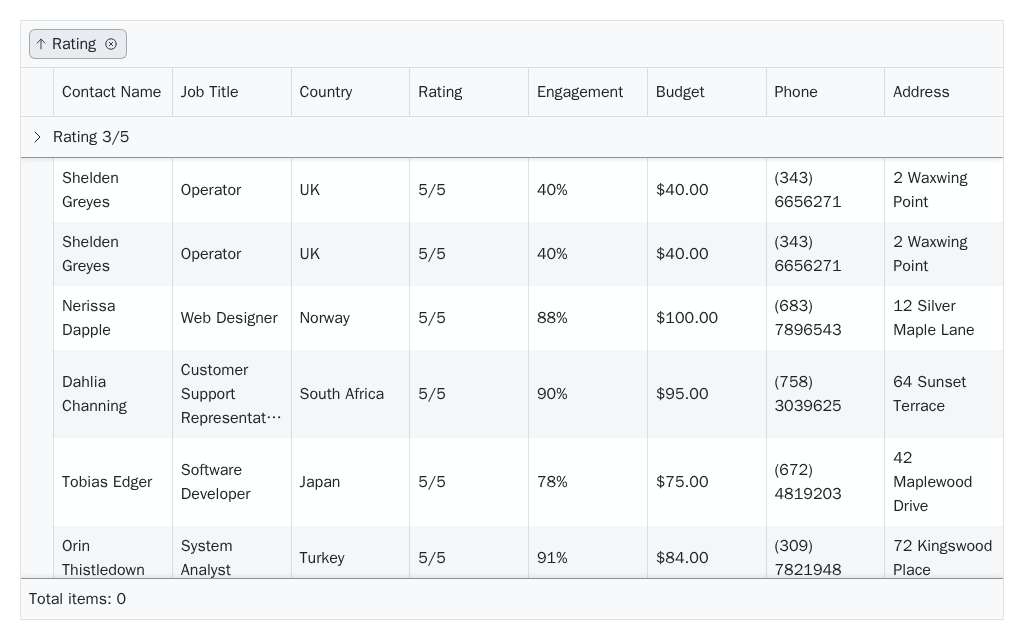 Rating
Contact Name Job Title Country Rating Engagement Budget Phone Address
Rating 3/5
Shelden Greyes Operator UK 5/5 40% $40.00 (343) 6656271 2 Waxwing Point
Shelden Greyes Operator UK 5/5 40% $40.00 (343) 6656271 2 Waxwing Point
Nerissa Dapple Web Designer Norway 5/5 88% $100.00 (683) 7896543 12 Silver Maple Lane
Dahlia Channing Customer Support Representat… South Africa 5/5 90% $95.00 (758) 3039625 64 Sunset Terrace
Tobias Edger Software Developer Japan 5/5 78% $75.00 (672) 4819203 42 Maplewood Drive
Orin Thistledown System Analyst Turkey 5/5 91% $84.00 (309) 7821948 72 Kingswood Place
Total items: 0